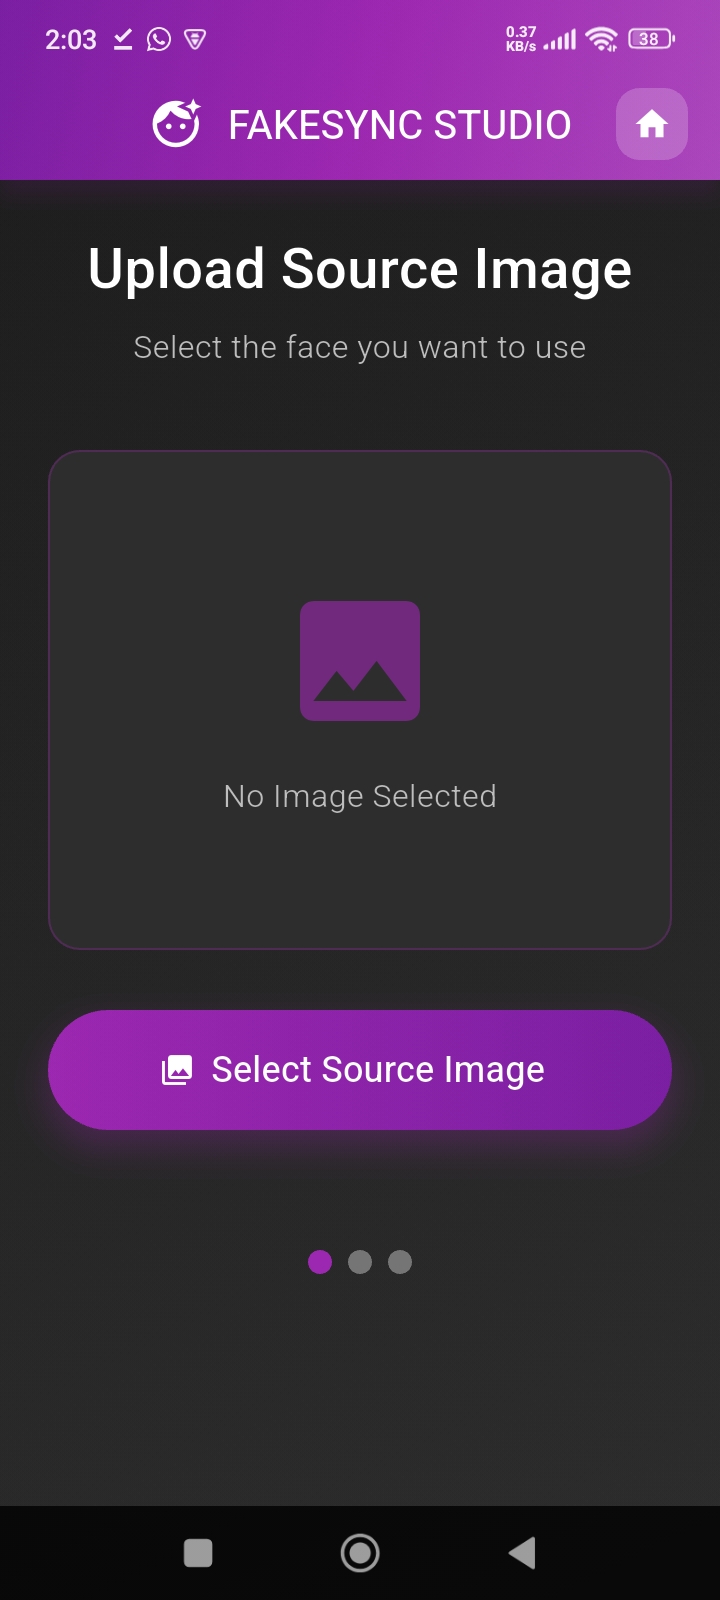 2:03
0.37
KB/s
38
FAKESYNC STUDIO
Upload Source Image
Select the face you want to use
No Image Selected
Select Source Image